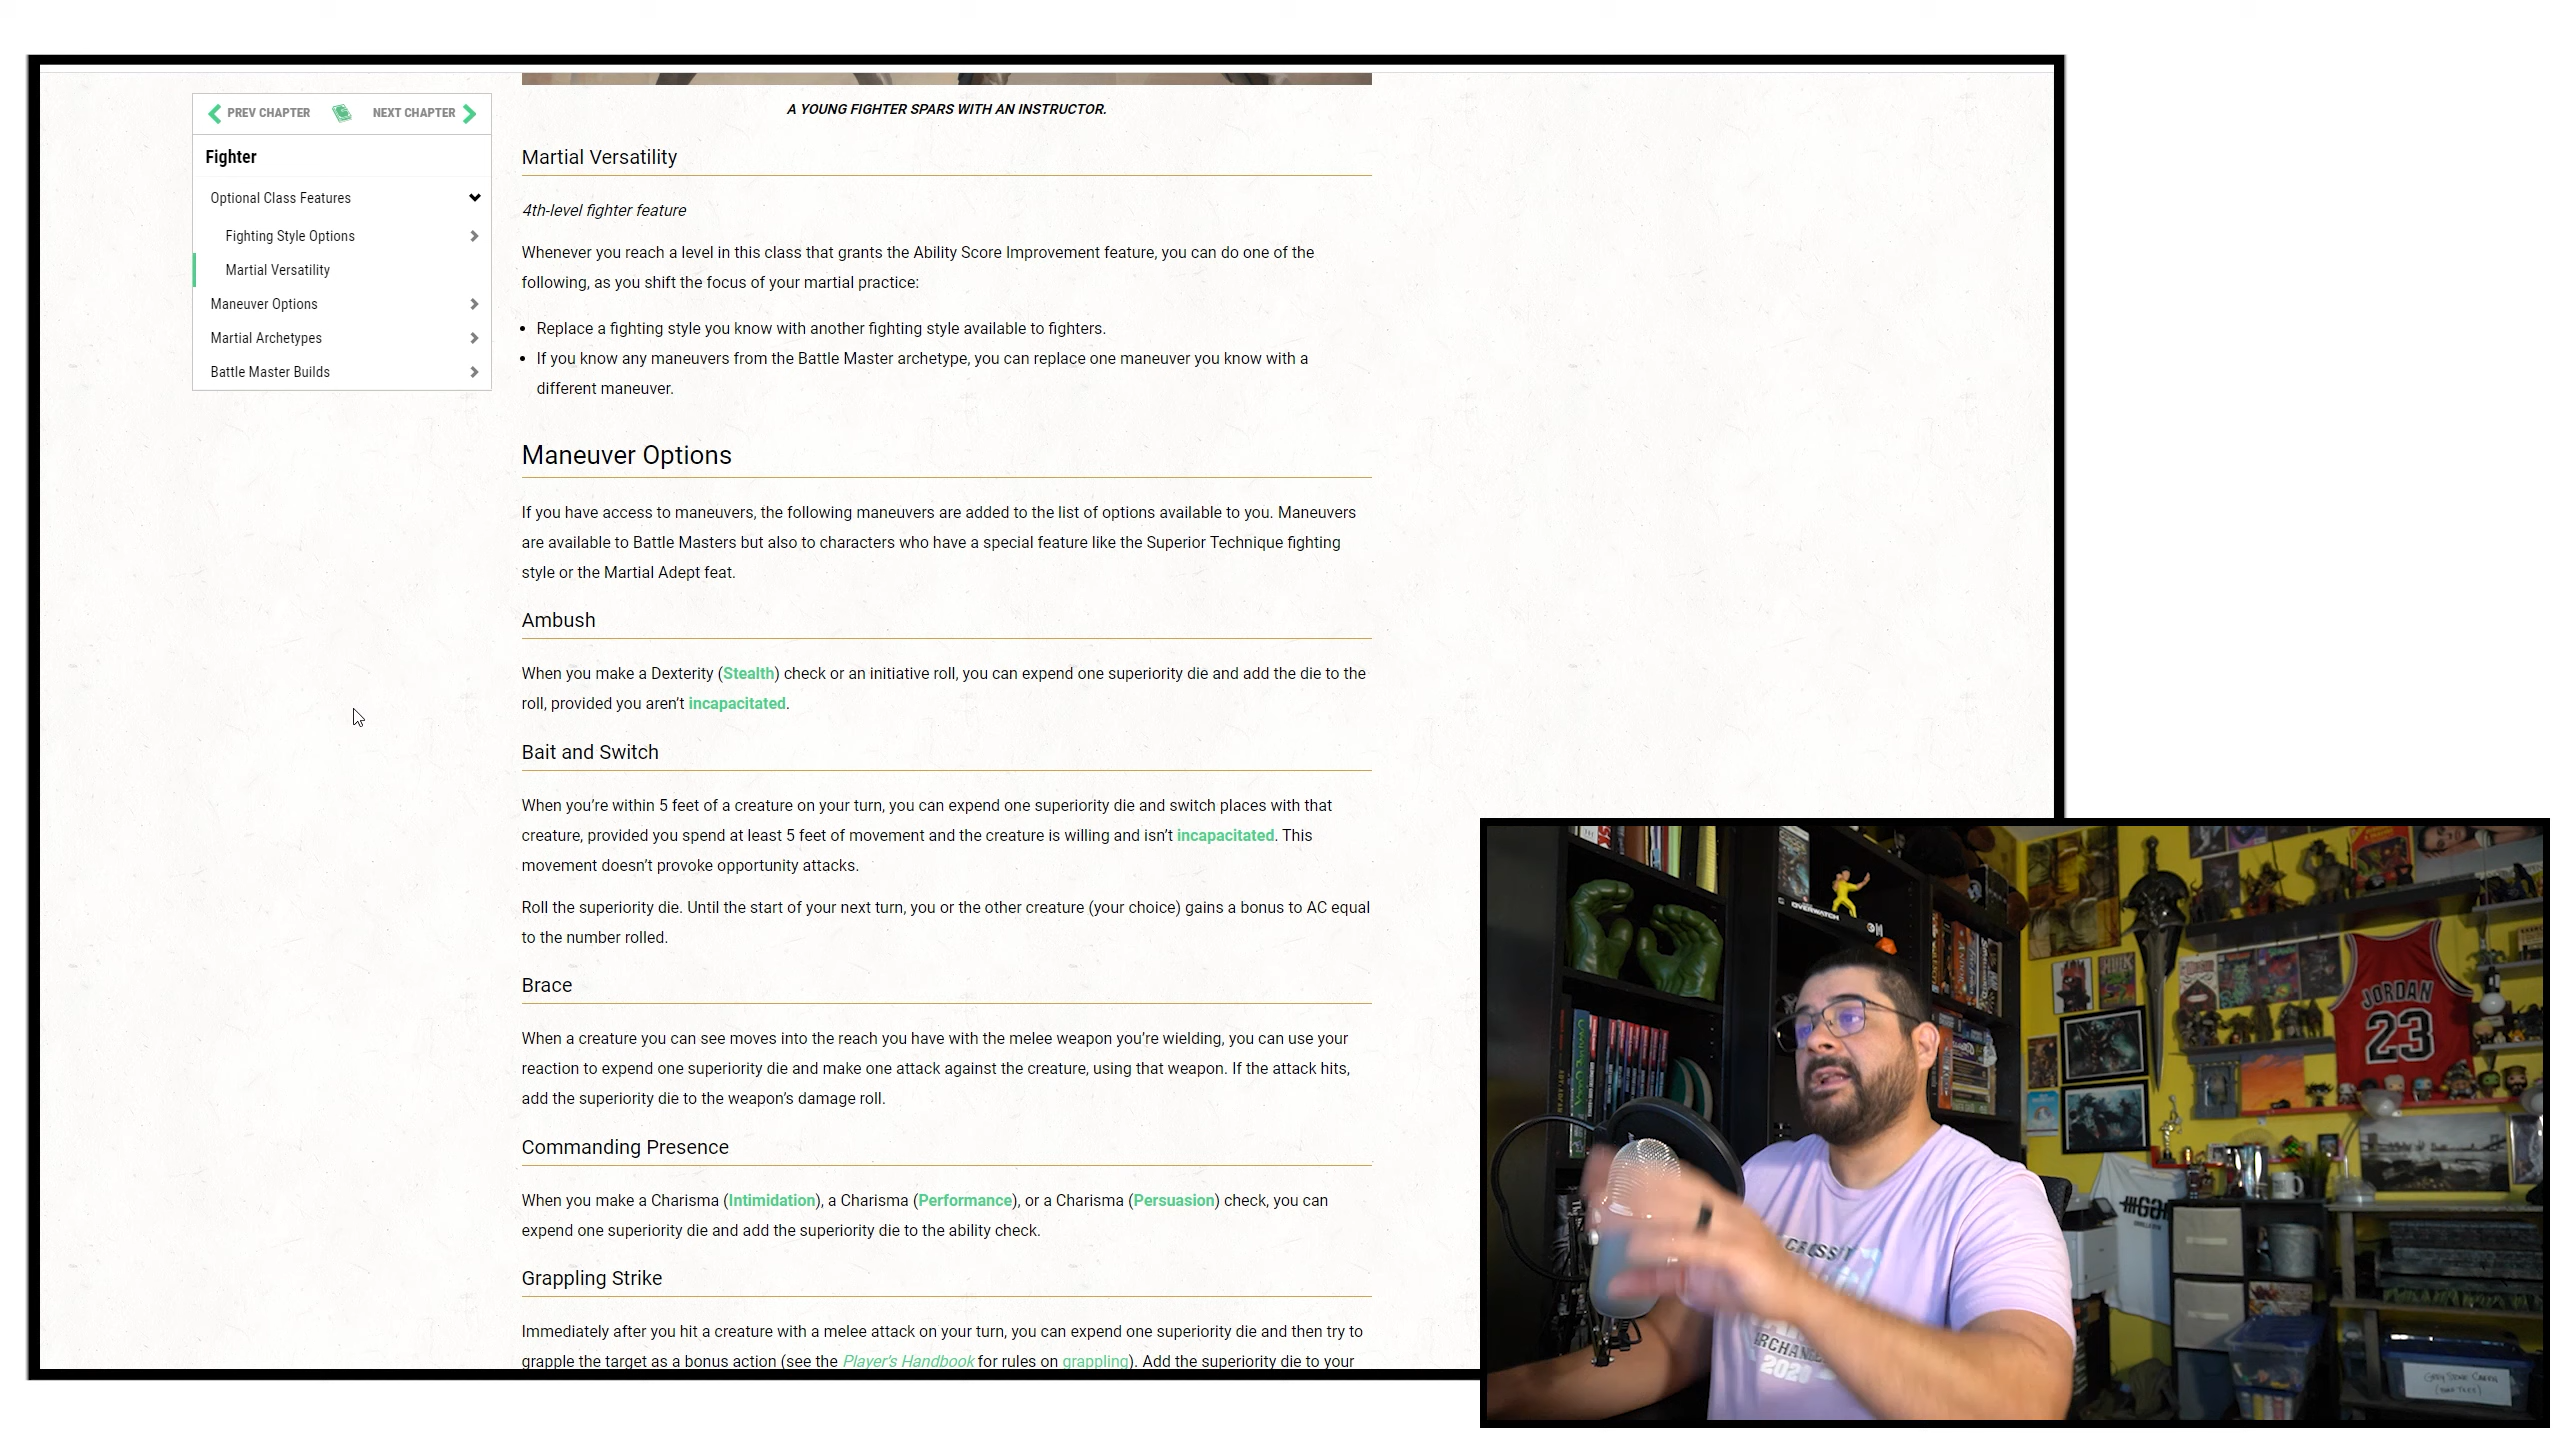 A YOUNG FIGHTER SPARS WITH AN INSTRUCTOR.
PREV CHAPTER
NEXT CHAPTER
Fighter
Optional Class Features
Fighting Style Options
Martial Versatility
Maneuver Options
Martial Archetypes
Battle Master Builds
Martial Versatility
4th-level fighter feature
Whenever you reach a level in this class that grants the Ability Score Improvement feature, you can do one of the
following, as you shift the focus of your martial practice:
• Replace a fighting style you know with another fighting style available to fighters.
• If you know any maneuvers from the Battle Master archetype, you can replace one maneuver you know with a
different maneuver.
Maneuver Options
If you have access to maneuvers, the following maneuvers are added to the list of options available to you. Maneuvers
are available to Battle Masters but also to characters who have a special feature like the Superior Technique fighting
style or the Martial Adept feat.
Ambush
When you make a Dexterity (Stealth) check or an initiative roll, you can expend one superiority die and add the die to the
roll, provided you aren’t incapacitated.
Bait and Switch
When you’re within 5 feet of a creature on your turn, you can expend one superiority die and switch places with that
creature, provided you spend at least 5 feet of movement and the creature is willing and isn’t incapacitated. This
movement doesn’t provoke opportunity attacks.
Roll the superiority die. Until the start of your next turn, you or the other creature (your choice) gains a bonus to AC equal
to the number rolled.
Brace
When a creature you can see moves into the reach you have with the melee weapon you’re wielding, you can use your
reaction to expend one superiority die and make one attack against the creature, using that weapon. If the attack hits,
add the superiority die to the weapon’s damage roll.
Commanding Presence
When you make a Charisma (Intimidation), a Charisma (Performance), or a Charisma (Persuasion) check, you can
expend one superiority die and add the superiority die to the ability check.
Grappling Strike
Immediately after you hit a creature with a melee attack on your turn, you can expend one superiority die and then try to
grapple the target as a bonus action (see the Player’s Handbook for rules on grappling). Add the superiority die to your
OVERWATCH
HULK
JORDAN
23
2020